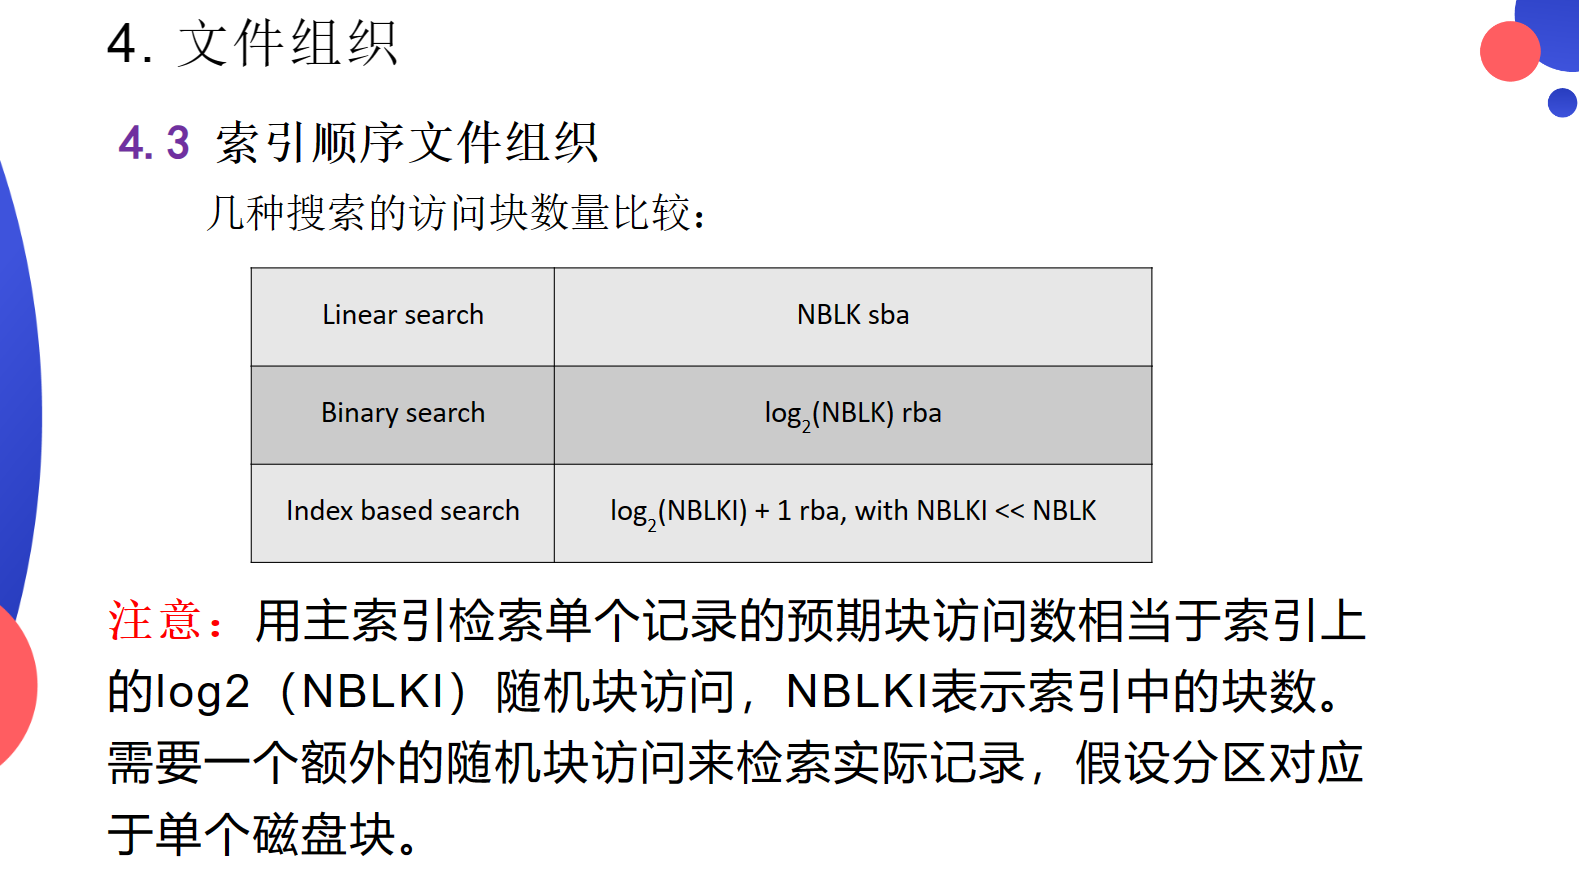 4. 文件组织
4.3 索引顺序文件组织
几种搜索的访问块数量比较：
Linear search NBLK sba
Binary search log2(NBLK) rba
Index based search log2(NBLKI) + 1 rba, with NBLKI << NBLK
注意：用主索引检索单个记录的预期块访问数相当于索引上
的log2（NBLKI）随机块访问，NBLKI表示索引中的块数。
需要一个额外的随机块访问来检索实际记录，假设分区对应
于单个磁盘块。